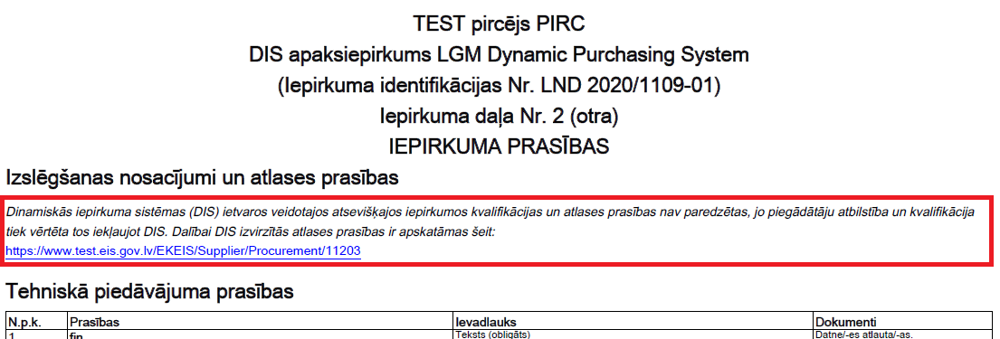 TEST pircējs PIRC
DIS apaksiepirkums LGM Dynamic Purchasing System
(Iepirkuma identifikācijas Nr. LND 2020/1109-01)
Iepirkuma daļa Nr. 2 (otra)
IEPIRKUMA PRASĪBAS
Izslēgšanas nosacījumi un atlases prasības
Dinamiskās iepirkuma sistēmas (DIS) ietvaros veidotajos atsevišķajos iepirkumos kvalifikācijas un atlases prasības nav paredzētas, jo piegādātāju atbilstība un kvalifikācija
tiek vērtēta tos iekļaujot DIS. Dalībai DIS izvirzītās atlases prasības ir apskatāmas šeit:
https://www.test.eis.gov.lv/EKEIS/Supplier/Procurement/11203
Tehniskā piedāvājuma prasības
N.p.k. Prasības Ievadlauks Dokumenti
1 fin Teksts (obligāts) Datne/-es atļauta/-as.